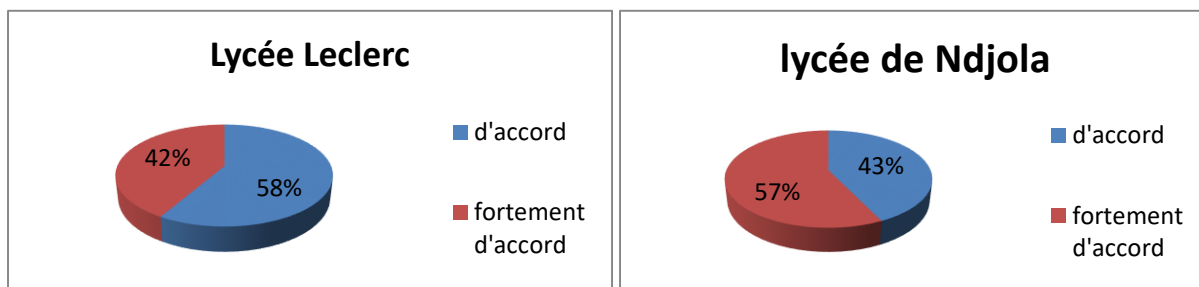 Lycée Leclerc
42%
58%
d'accord
fortement
d'accord
lycée de Ndjola
43%
57%
d'accord
fortement
d'accord